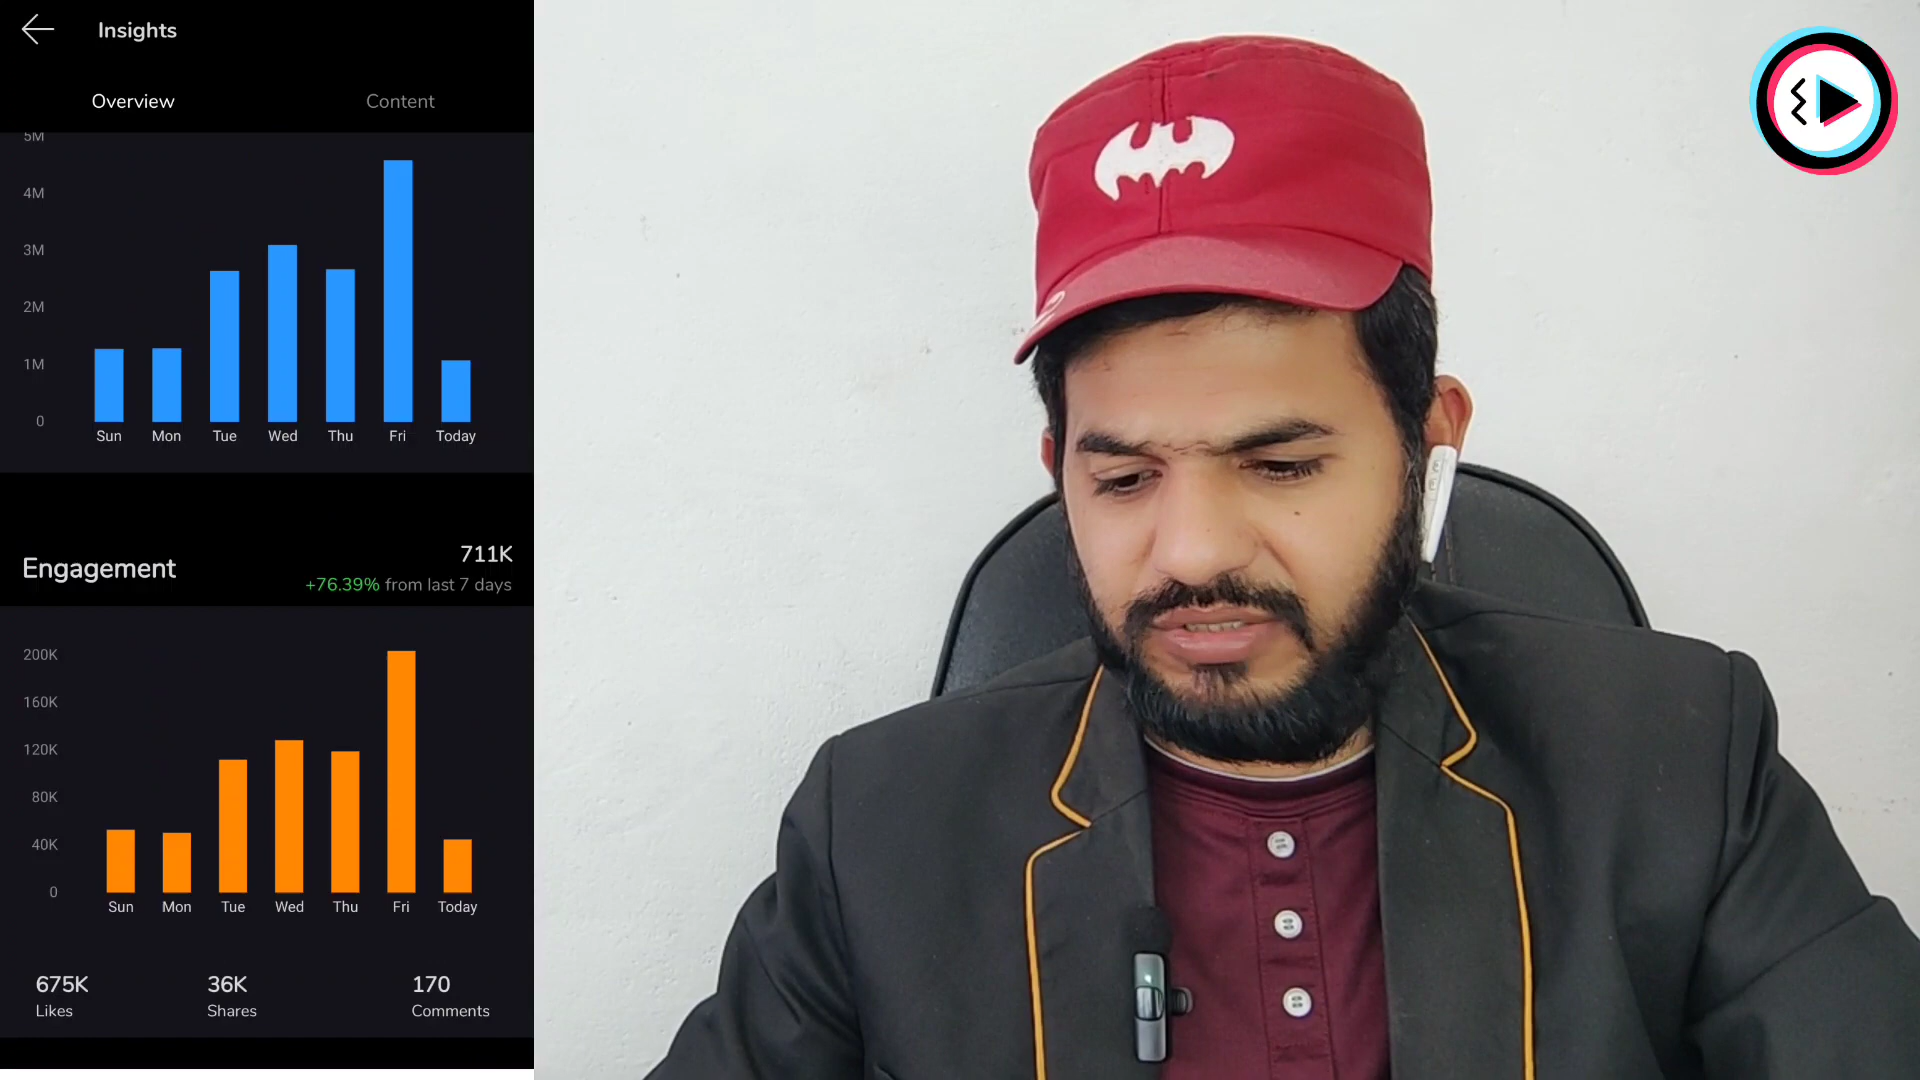 Insights
Overview Content
5M
4M
3M
2M
1M
0
Sun Mon Tue Wed Thu Fri Today
711K
Engagement
+76.39% from last 7 days
200K
160K
120K
80K
40K
0
Sun Mon Tue Wed Thu Fri Today
675K 36K 170
Likes Shares Comments